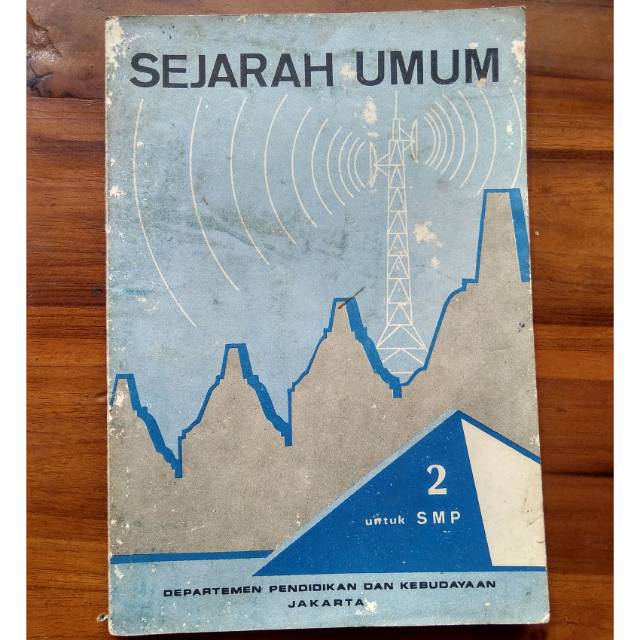 SEJARAH UMUM
2
untuk SMP
DEPARTEMEN PENDIDIKAN DAN KEBUDAYAAN
JAKARTA